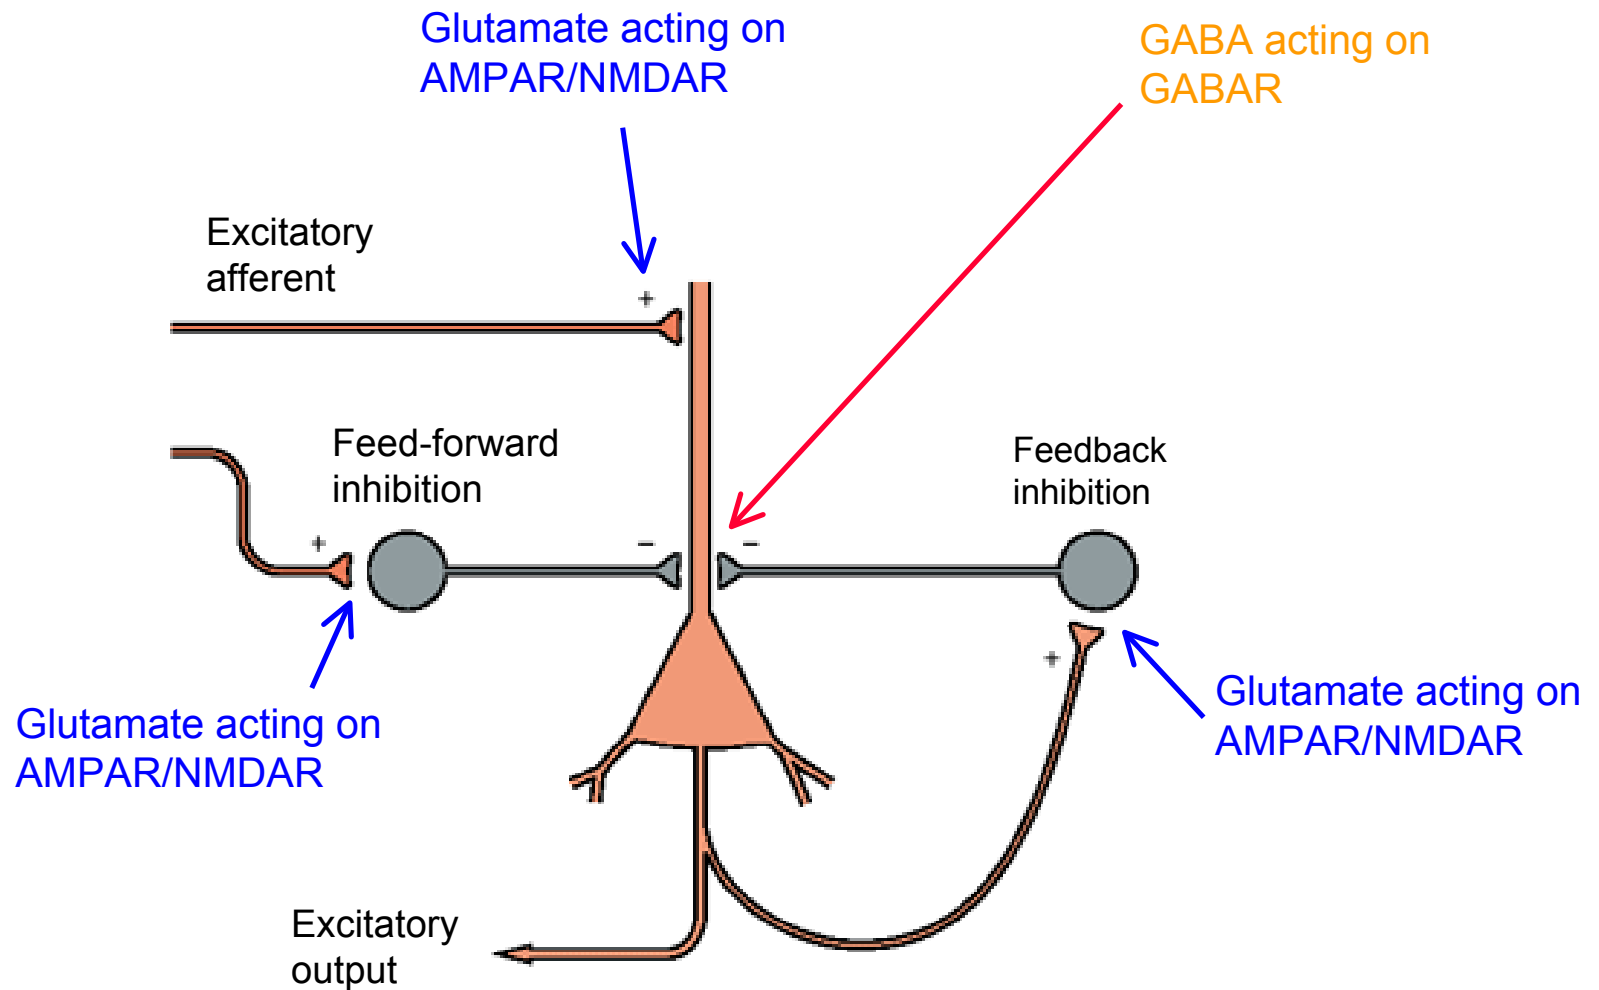 Glutamate acting on
AMPAR/NMDAR
GABA acting on
GABAR
Excitatory
afferent
+
Feed-forward
inhibition
Feedback
inhibition
+
−
−
Glutamate acting on
AMPAR/NMDAR
+
Glutamate acting on
AMPAR/NMDAR
Excitatory
output